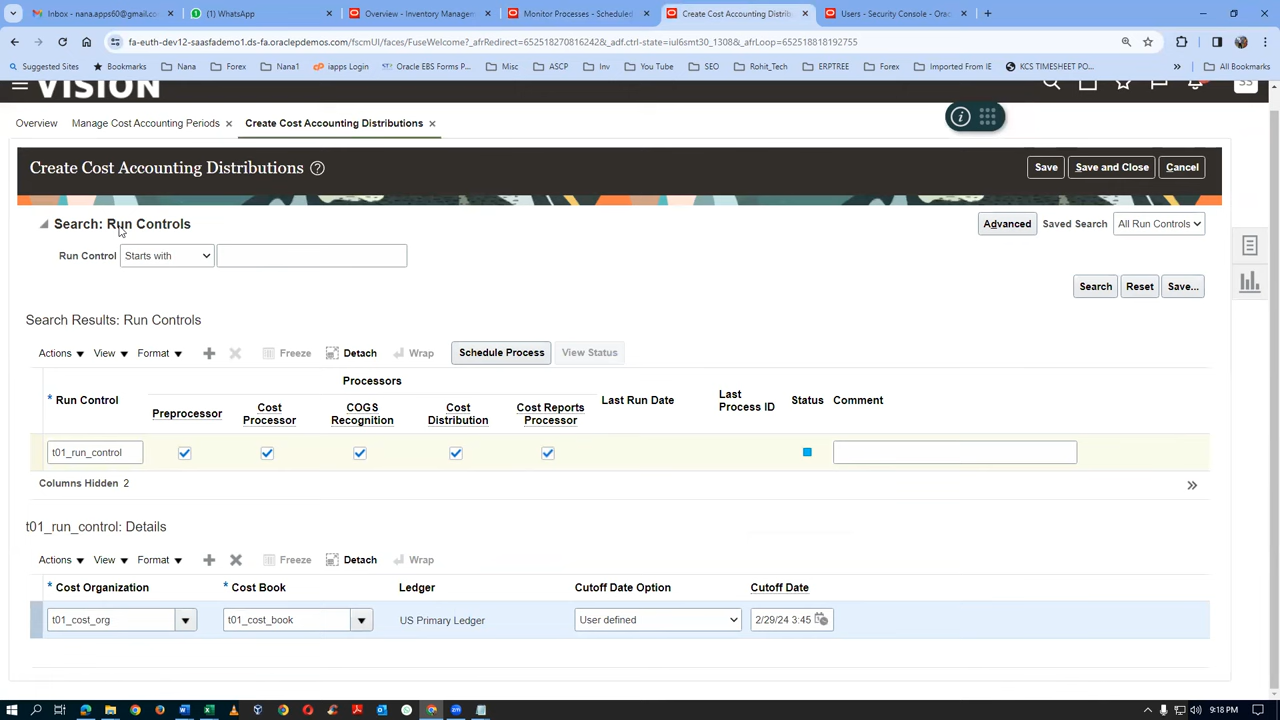 Inbox - nana.apps60@gmail.com
(1) WhatsApp
Overview - Inventory Managem
Monitor Processes - Scheduled
Create Cost Accounting Distribut
Users - Security Console - Orac
fa-euth-dev12-saasfademo1.ds-fa.oraclepdemos.com/fscmUI/faces/FuseWelcome?_afrRedirect=652518270816242&_adf.ctrl-state=iul6smt30_1308&_afrLoop=652518818192755
Suggested Sites
Bookmarks
Nana
Forex
Nana1
iapps Login
Oracle EBS Forms P...
Misc
ASCP
Inv
You Tube
SEO
Rohit_Tech
ERPTREE
Forex
Imported From IE
KCS TIMESHEET PO...
All Bookmarks
VISION
SS
Overview
Manage Cost Accounting Periods
Create Cost Accounting Distributions
Create Cost Accounting Distributions
Save
Save and Close
Cancel
Search: Run Controls
Advanced
Saved Search
All Run Controls
Run Control
Starts with
Search
Reset
Save...
Search Results: Run Controls
Actions
View
Format
Freeze
Detach
Wrap
Schedule Process
View Status
* Run Control
Processors
Preprocessor
Cost
Processor
COGS
Recognition
Cost
Distribution
Cost Reports
Processor
Last Run Date
Last
Process ID
Status
Comment
t01_run_control
Columns Hidden 2
t01_run_control: Details
Actions
View
Format
Freeze
Detach
Wrap
* Cost Organization
* Cost Book
Ledger
Cutoff Date Option
Cutoff Date
t01_cost_org
t01_cost_book
US Primary Ledger
User defined
2/29/24 3:45
9:18 PM